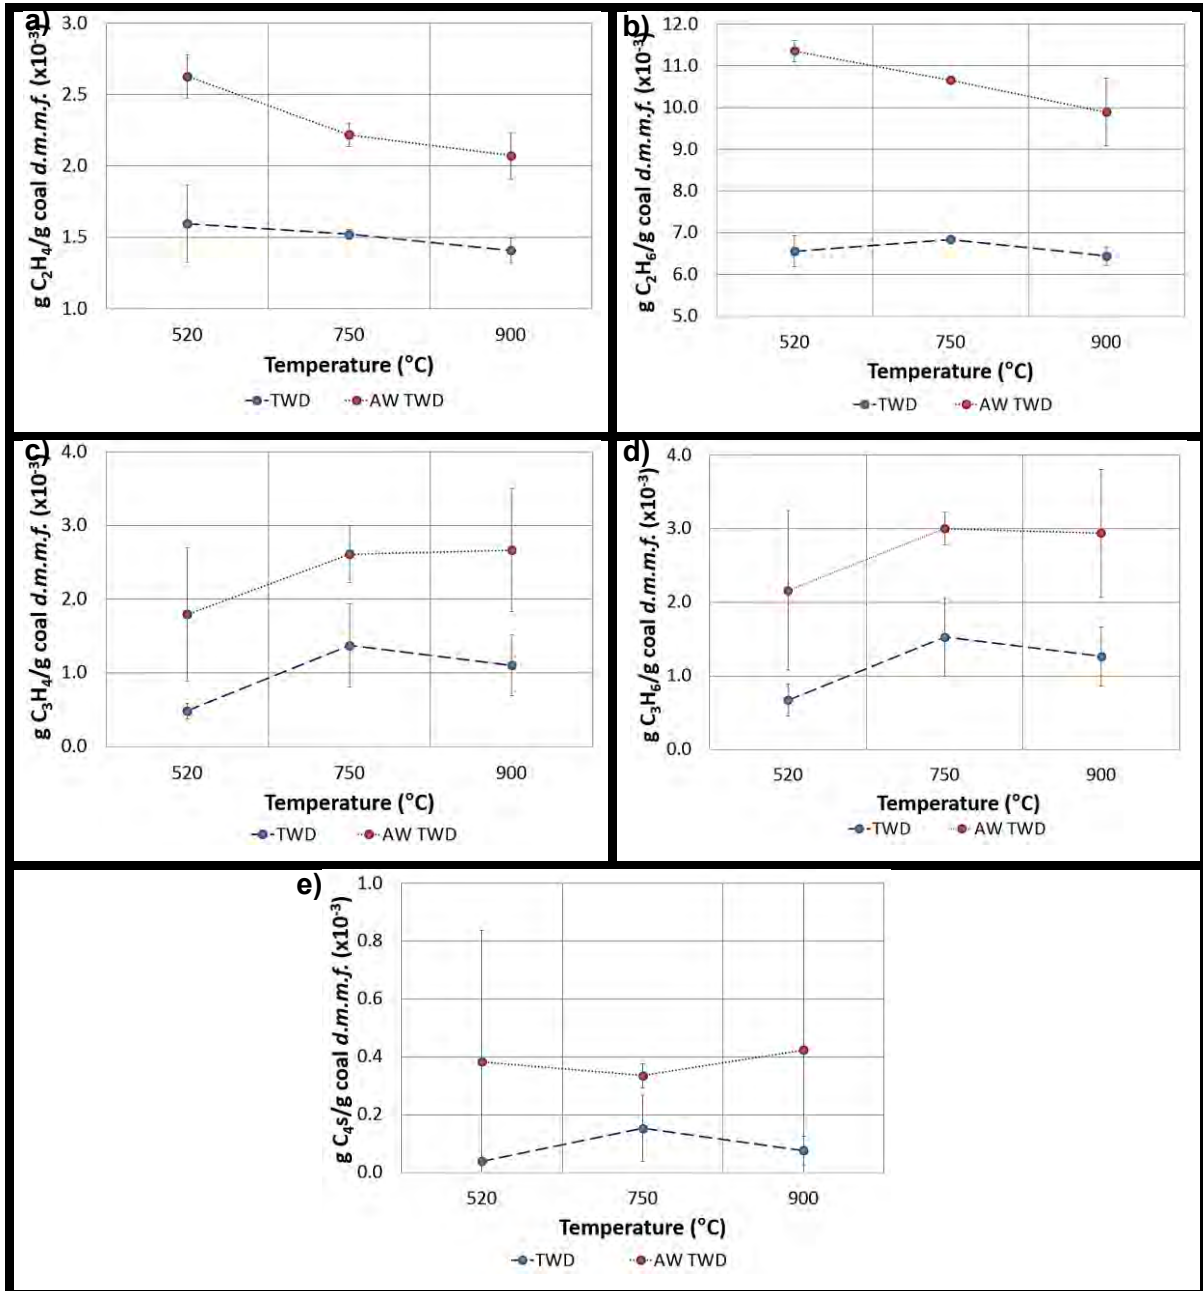 a)
g C₂H₄/g coal d.m.m.f. (x10⁻³)
3.0
2.5
2.0
1.5
1.0
520 750 900
Temperature (°C)
TWD AW TWD
b)
g C₂H₆/g coal d.m.m.f. (x10⁻³)
12.0
11.0
10.0
9.0
8.0
7.0
6.0
5.0
520 750 900
Temperature (°C)
TWD AW TWD
c)
g C₃H₄/g coal d.m.m.f. (x10⁻³)
4.0
3.0
2.0
1.0
0.0
520 750 900
Temperature (°C)
TWD AW TWD
d)
g C₃H₆/g coal d.m.m.f. (x10⁻³)
4.0
3.0
2.0
1.0
0.0
520 750 900
Temperature (°C)
TWD AW TWD
e)
g C₄s/g coal d.m.m.f. (x10⁻³)
1.0
0.8
0.6
0.4
0.2
0.0
520 750 900
Temperature (°C)
TWD AW TWD